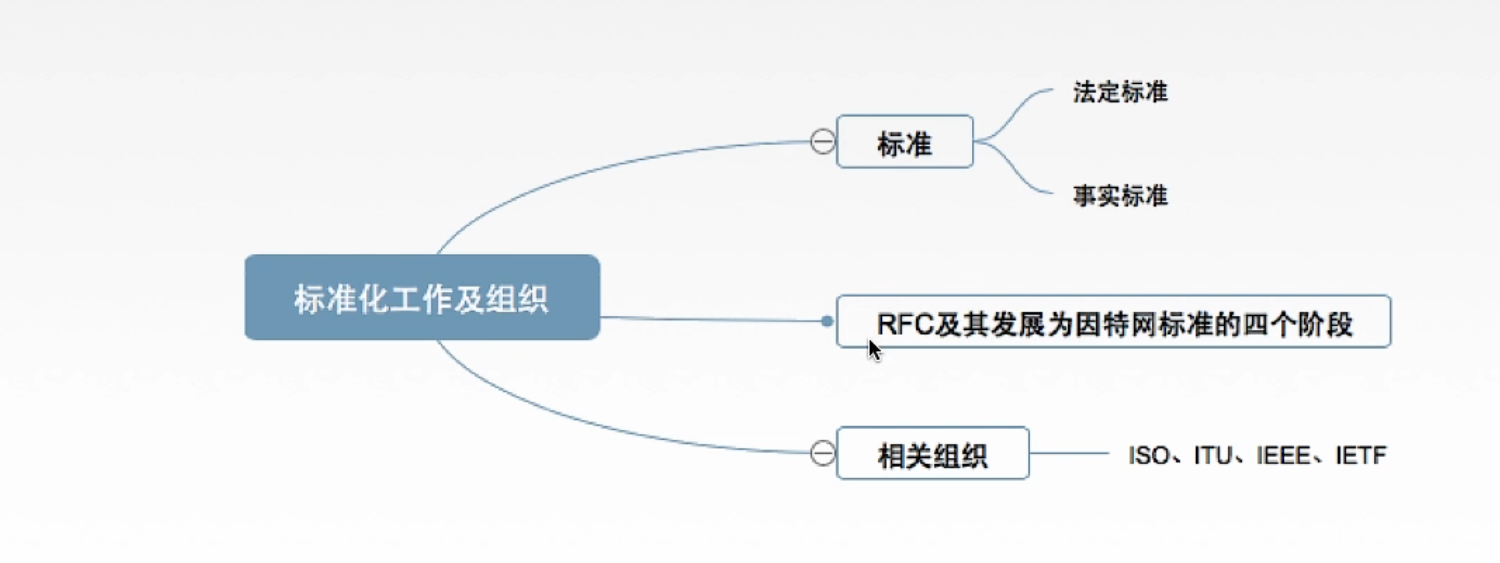 法定标准
标准
事实标准
标准化工作及组织
RFC及其发展为因特网标准的四个阶段
相关组织
ISO、ITU、IEEE、IETF